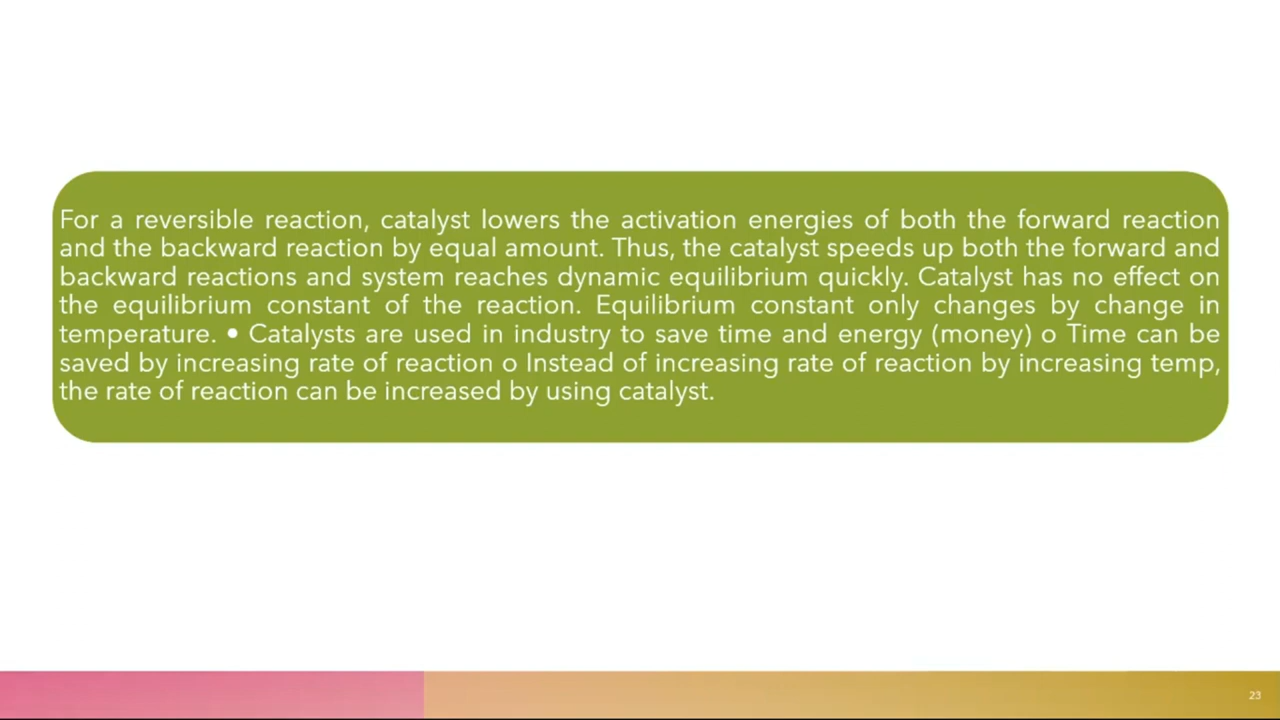 For a reversible reaction, catalyst lowers the activation energies of both the forward reaction
and the backward reaction by equal amount. Thus, the catalyst speeds up both the forward and
backward reactions and system reaches dynamic equilibrium quickly. Catalyst has no effect on
the equilibrium constant of the reaction. Equilibrium constant only changes by change in
temperature. • Catalysts are used in industry to save time and energy (money) o Time can be
saved by increasing rate of reaction o Instead of increasing rate of reaction by increasing temp,
the rate of reaction can be increased by using catalyst.
23